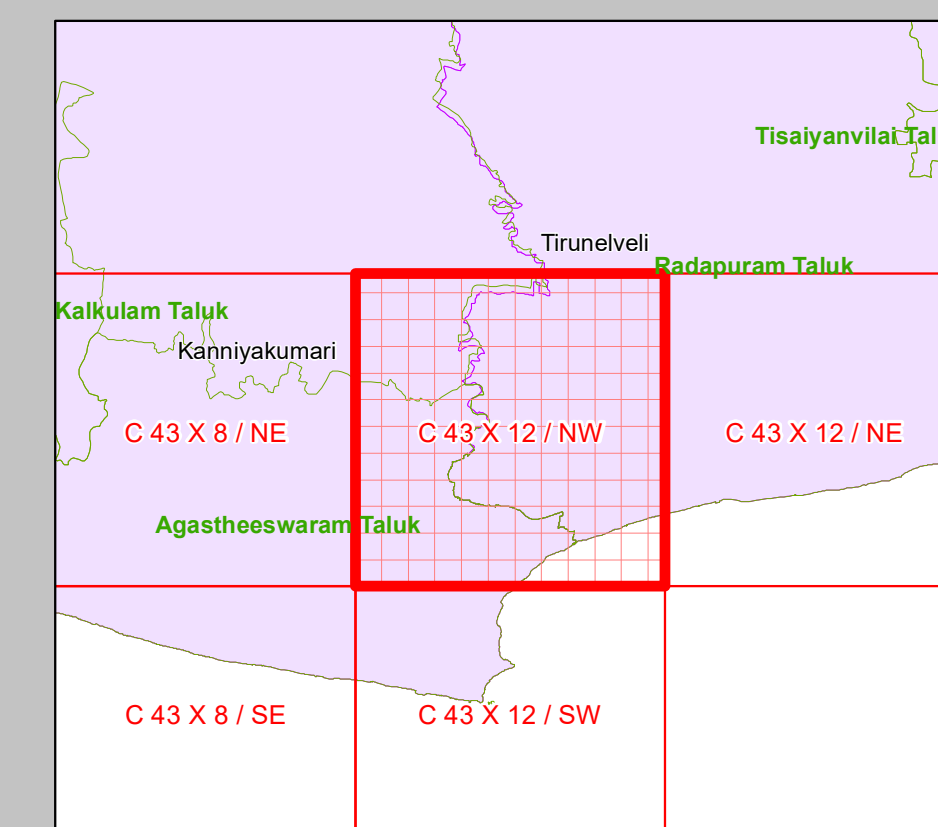 Tisaiyanvilai Tal
Tirunelveli
Radapuram Taluk
Kalkulam Taluk
Kanniyakumari
C 43 X 8 / NE
C 43 X 12 / NW
C 43 X 12 / NE
Agastheeswaram Taluk
C 43 X 8 / SE
C 43 X 12 / SW